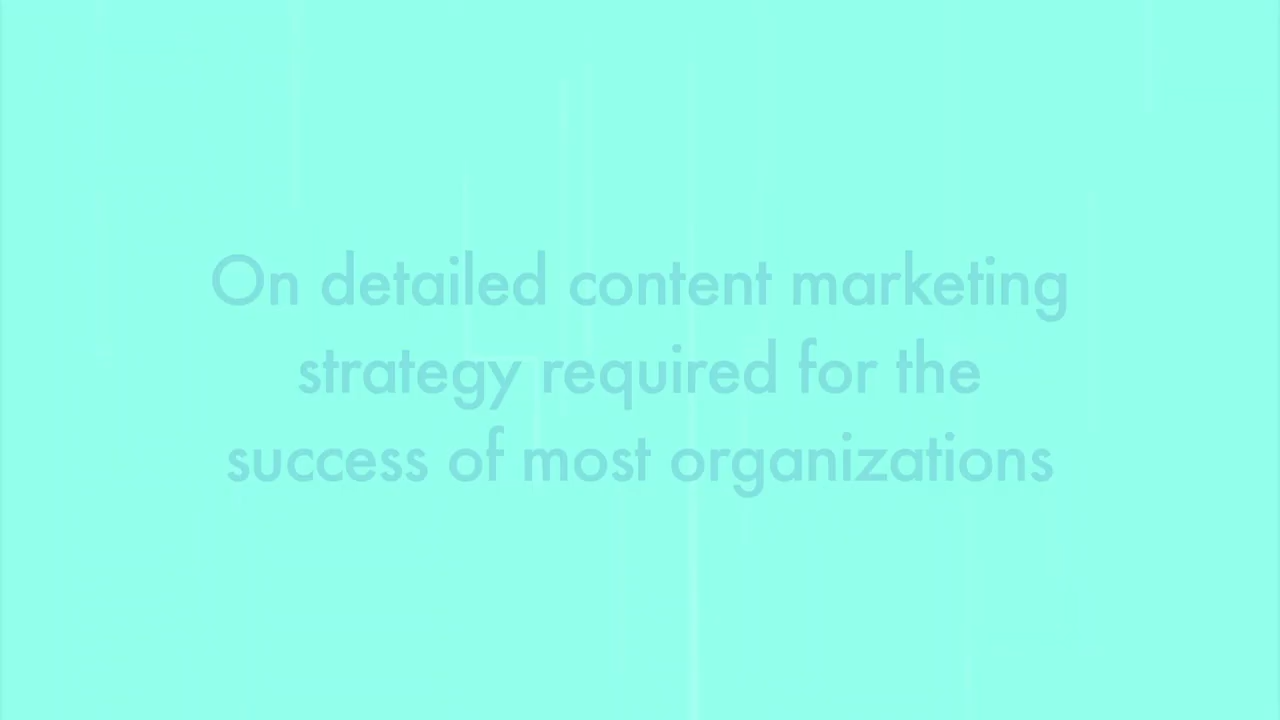 On detailed content marketing
strategy required for the
success of most organizations